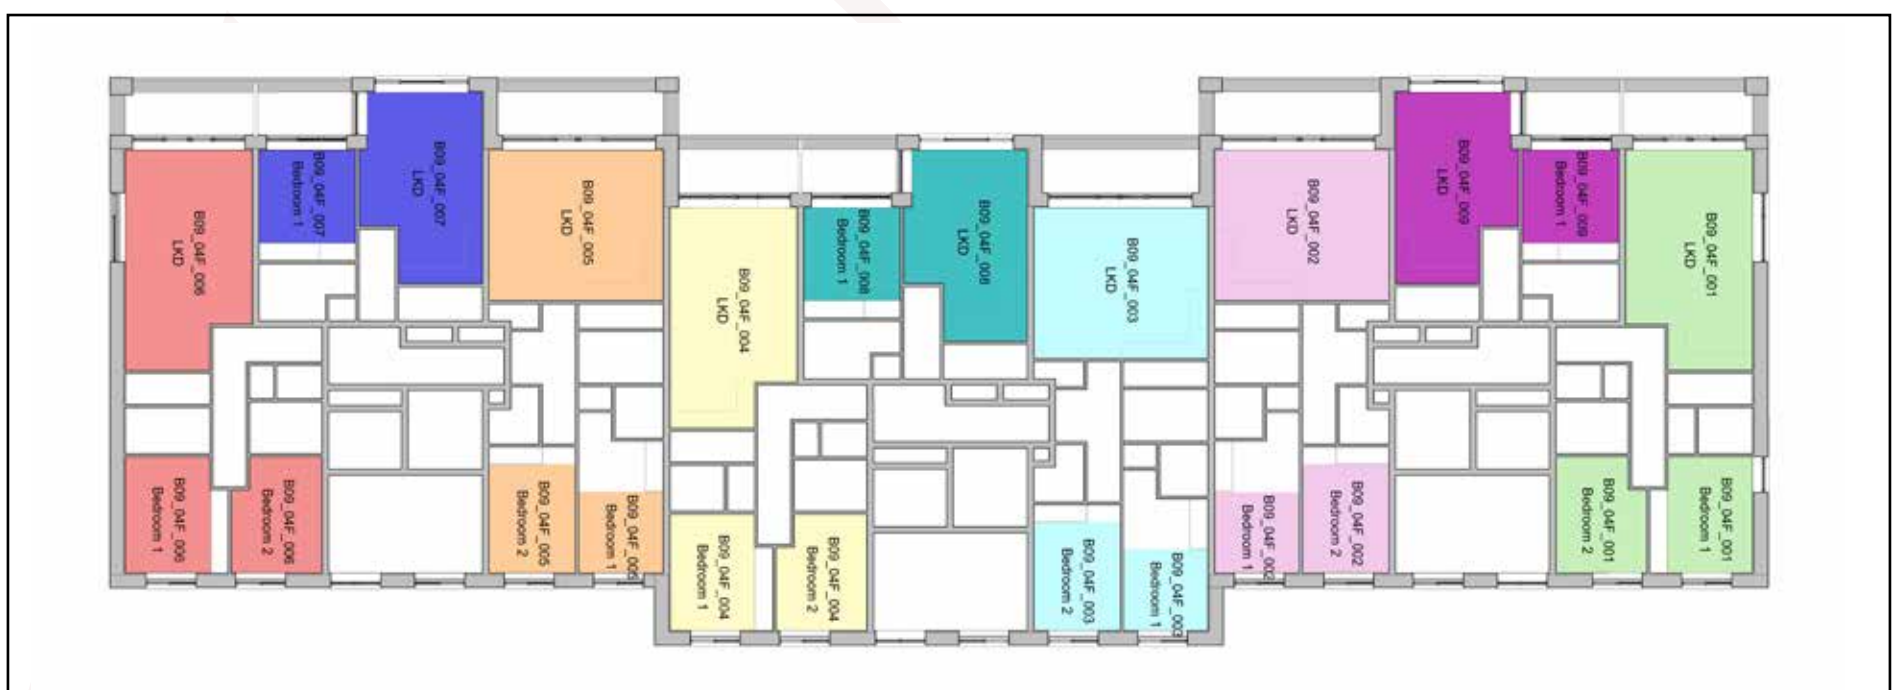 B09_04F_006
LKD
B09_04F_007
Bedroom 1
B09_04F_007
LKD
B09_04F_005
LKD
B09_04F_004
LKD
B09_04F_008
Bedroom 1
B09_04F_008
LKD
B09_04F_003
LKD
B09_04F_002
LKD
B09_04F_009
LKD
B09_04F_009
Bedroom 1
B09_04F_001
LKD
B09_04F_006
Bedroom 1
B09_04F_006
Bedroom 2
B09_04F_005
Bedroom 2
B09_04F_005
Bedroom 1
B09_04F_004
Bedroom 1
B09_04F_004
Bedroom 2
B09_04F_003
Bedroom 2
B09_04F_003
Bedroom 1
B09_04F_002
Bedroom 1
B09_04F_002
Bedroom 2
B09_04F_001
Bedroom 2
B09_04F_001
Bedroom 1